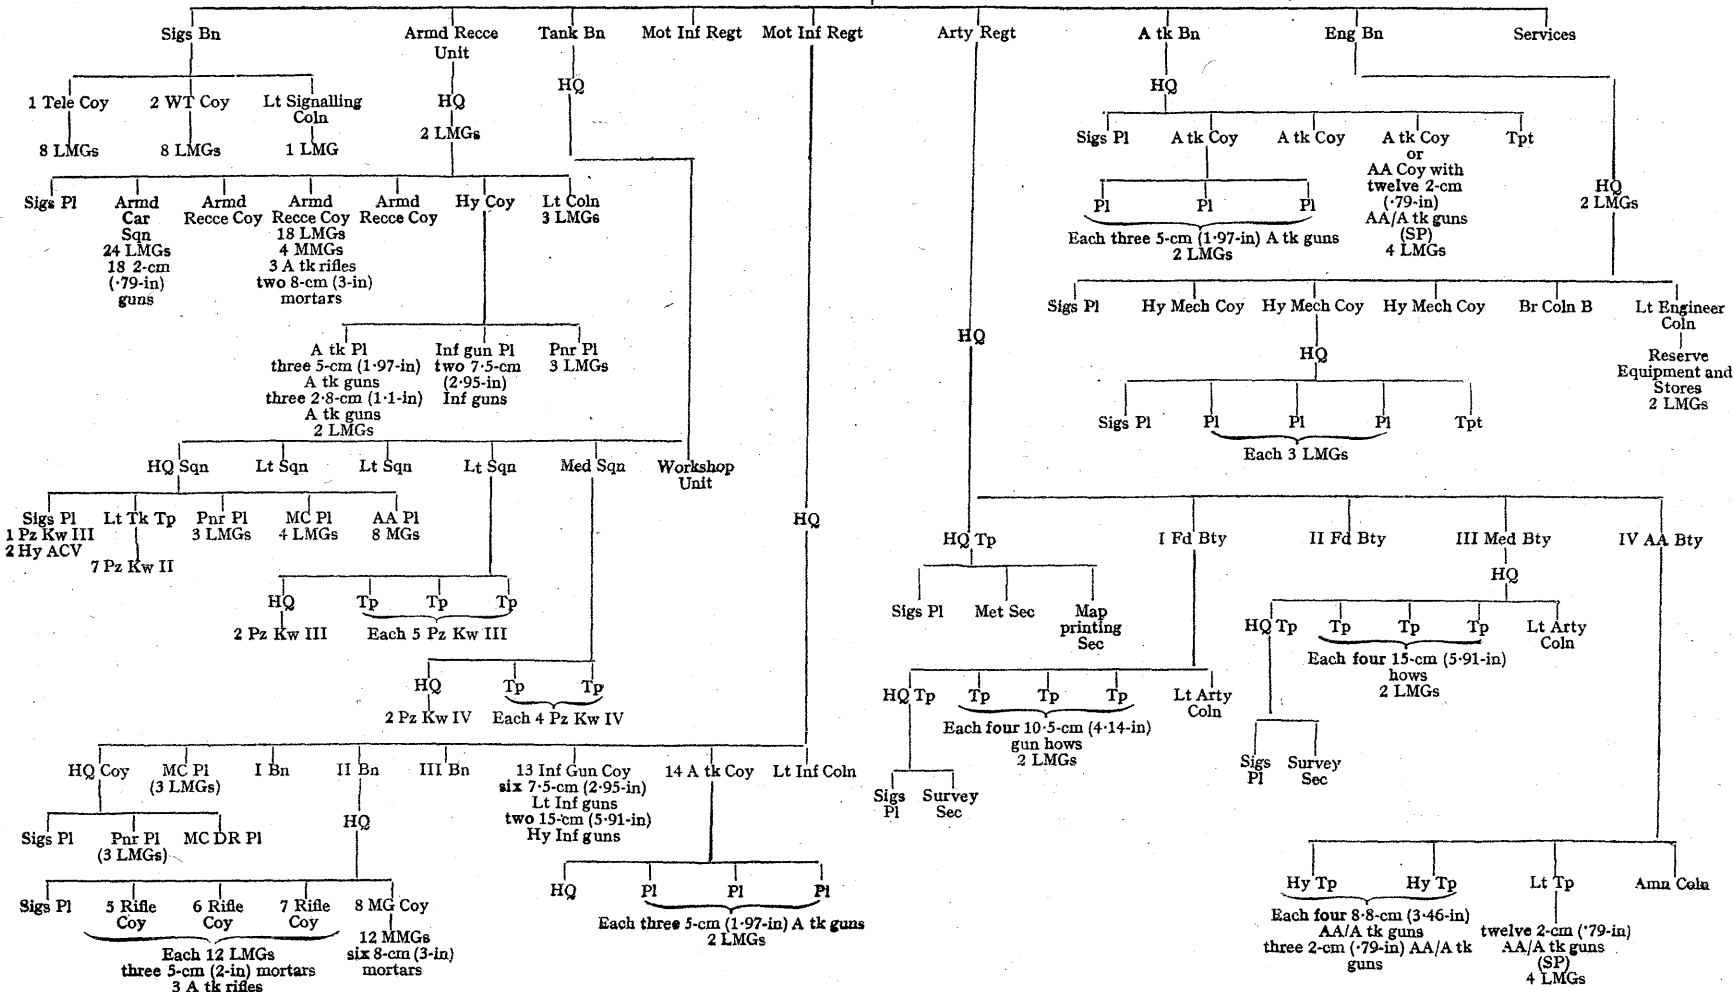 Sigs Bn
Armd Recce
Unit
Tank Bn
Mot Inf Regt
Mot Inf Regt
Arty Regt
A tk Bn
Eng Bn
Services
1 Tele Coy
8 LMGs
2 WT Coy
8 LMGs
Lt Signalling
Coln
1 LMG
HQ
2 LMGs
HQ
Sigs Pl
Armd
Car
Sqn
24 LMGs
18 2-cm
(·79-in)
guns
Armd
Recce Coy
Armd
Recce Coy
18 LMGs
4 MMGs
3 A tk rifles
two 8-cm (3-in)
mortars
Armd
Recce Coy
Hy Coy
Lt Coln
3 LMGs
A tk Pl
three 5-cm (1·97-in)
A tk guns
three 2·8-cm (1·1-in)
A tk guns
2 LMGs
Inf gun Pl
two 7·5-cm
(2·95-in)
Inf guns
Pnr Pl
3 LMGs
HQ Sqn
Lt Sqn
Lt Sqn
Lt Sqn
Med Sqn
Workshop
Unit
Sigs Pl
1 Pz Kw III
2 Hy ACV
Lt Tk Tp
7 Pz Kw II
Pnr Pl
3 LMGs
MC Pl
4 LMGs
AA Pl
8 MGs
HQ
2 Pz Kw III
Tp
Tp
Tp
Each 5 Pz Kw III
HQ
2 Pz Kw IV
Tp
Tp
Each 4 Pz Kw IV
HQ
HQ Coy
MC Pl
(3 LMGs)
I Bn
II Bn
III Bn
13 Inf Gun Coy
six 7·5-cm (2·95-in)
Lt Inf guns
two 15-cm (5·91-in)
Hy Inf guns
14 A tk Coy
Lt Inf Coln
Sigs Pl
Pnr Pl
(3 LMGs)
MC DR Pl
HQ
Sigs Pl
5 Rifle
Coy
6 Rifle
Coy
7 Rifle
Coy
Each 12 LMGs
three 5-cm (2-in) mortars
3 A tk rifles
8 MG Coy
12 MMGs
six 8-cm (3-in)
mortars
HQ
Pl
Pl
Pl
Each three 5-cm (1·97-in) A tk guns
2 LMGs
HQ
HQ Tp
I Fd Bty
II Fd Bty
III Med Bty
IV AA Bty
Sigs Pl
Met Sec
Map
printing
Sec
HQ Tp
Tp
Tp
Tp
Lt Arty
Coln
Each four 10·5-cm (4·14-in)
gun hows
2 LMGs
Sigs
Pl
Survey
Sec
HQ
HQ Tp
Tp
Tp
Tp
Lt Arty
Coln
Each four 15-cm (5·91-in)
hows
2 LMGs
Sigs
Pl
Survey
Sec
Hy Tp
Hy Tp
Each four 8·8-cm (3·46-in)
AA/A tk guns
three 2-cm (·79-in) AA/A tk
guns
Lt Tp
twelve 2-cm (·79-in)
AA/A tk guns
(SP)
4 LMGs
Amn Coln
HQ
Sigs Pl
A tk Coy
A tk Coy
A tk Coy
or
AA Coy with
twelve 2-cm
(·79-in)
AA/A tk guns
(SP)
4 LMGs
Tpt
Pl
Pl
Pl
Each three 5-cm (1·97-in) A tk guns
2 LMGs
HQ
2 LMGs
Sigs Pl
Hy Mech Coy
Hy Mech Coy
Hy Mech Coy
Br Coln B
Lt Engineer
Coln
Reserve
Equipment and
Stores
2 LMGs
HQ
Sigs Pl
Pl
Pl
Pl
Tpt
Each 3 LMGs